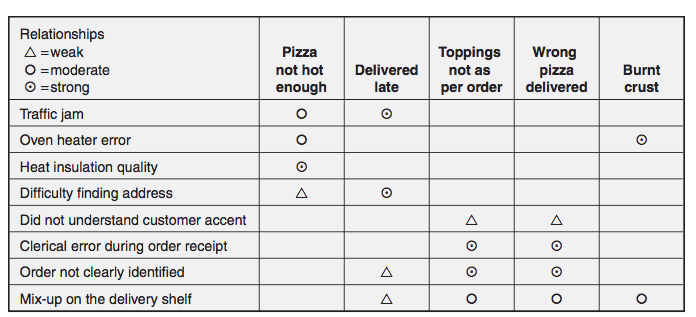 Relationships
△ =weak
○ =moderate
⊙ =strong
Pizza
not hot
enough
Delivered
late
Toppings
not as
per order
Wrong
pizza
delivered
Burnt
crust
Traffic jam ○ ⊙
Oven heater error ○ ⊙
Heat insulation quality ⊙
Difficulty finding address △ ⊙
Did not understand customer accent △ △
Clerical error during order receipt ⊙ ⊙
Order not clearly identified △ ⊙ ⊙
Mix-up on the delivery shelf △ ○ ○ ○